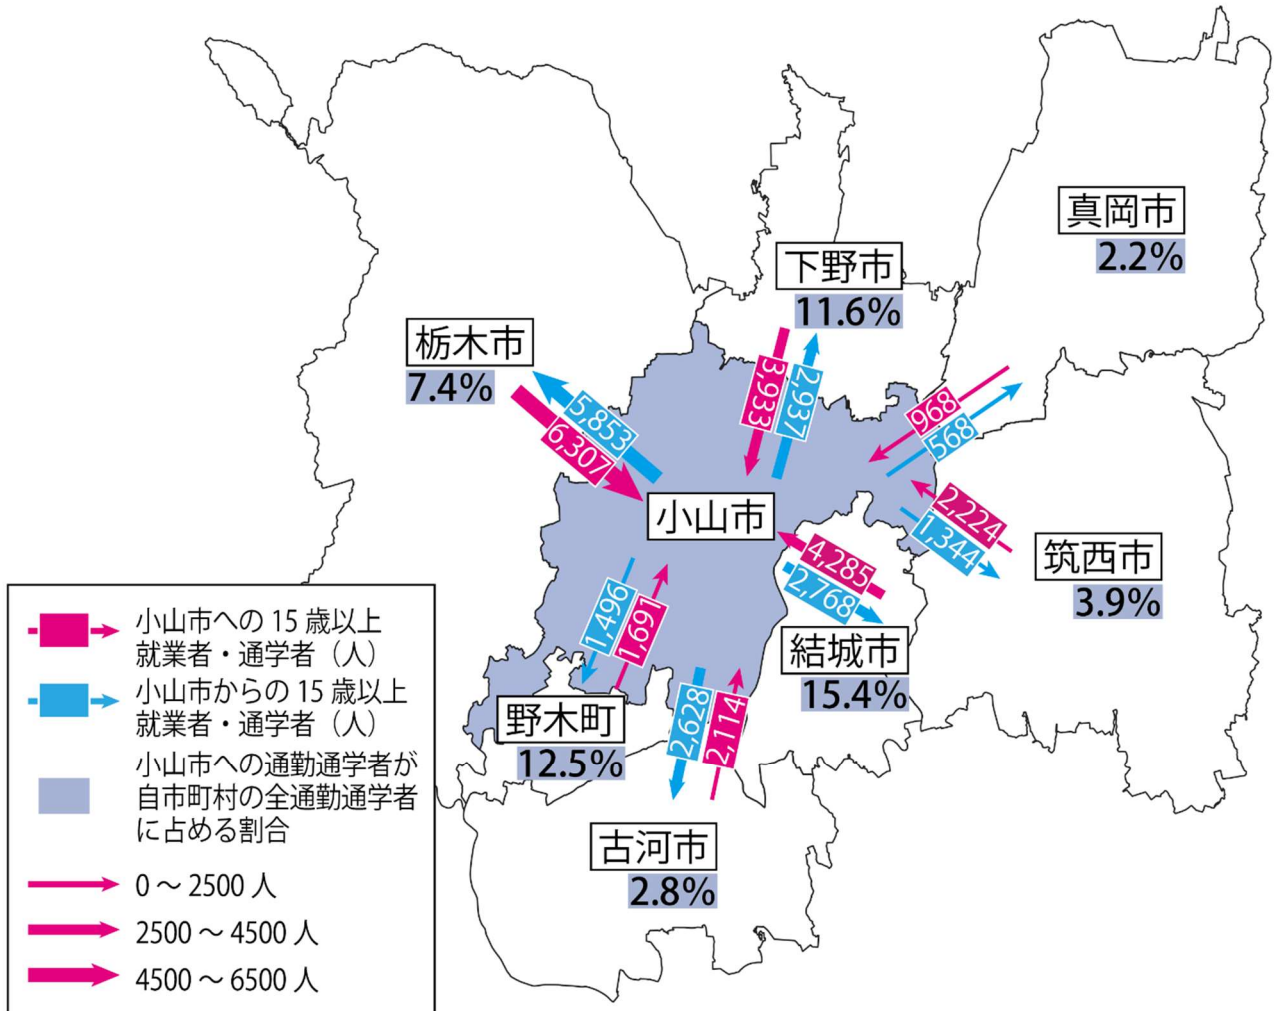 真岡市
2.2%
下野市
11.6%
栃木市
7.4%
3,933
2,937
968
568
5,853
6,307
小山市
2,224
1,344
筑西市
3.9%
4,285
2,768
結城市
15.4%
1,496
1,691
野木町
12.5%
2,628
2,114
古河市
2.8%
小山市への 15 歳以上
就業者・通学者（人）
小山市からの 15 歳以上
就業者・通学者（人）
小山市への通勤通学者が
自市町村の全通勤通学者
に占める割合
0～2500 人
2500～4500 人
4500～6500 人